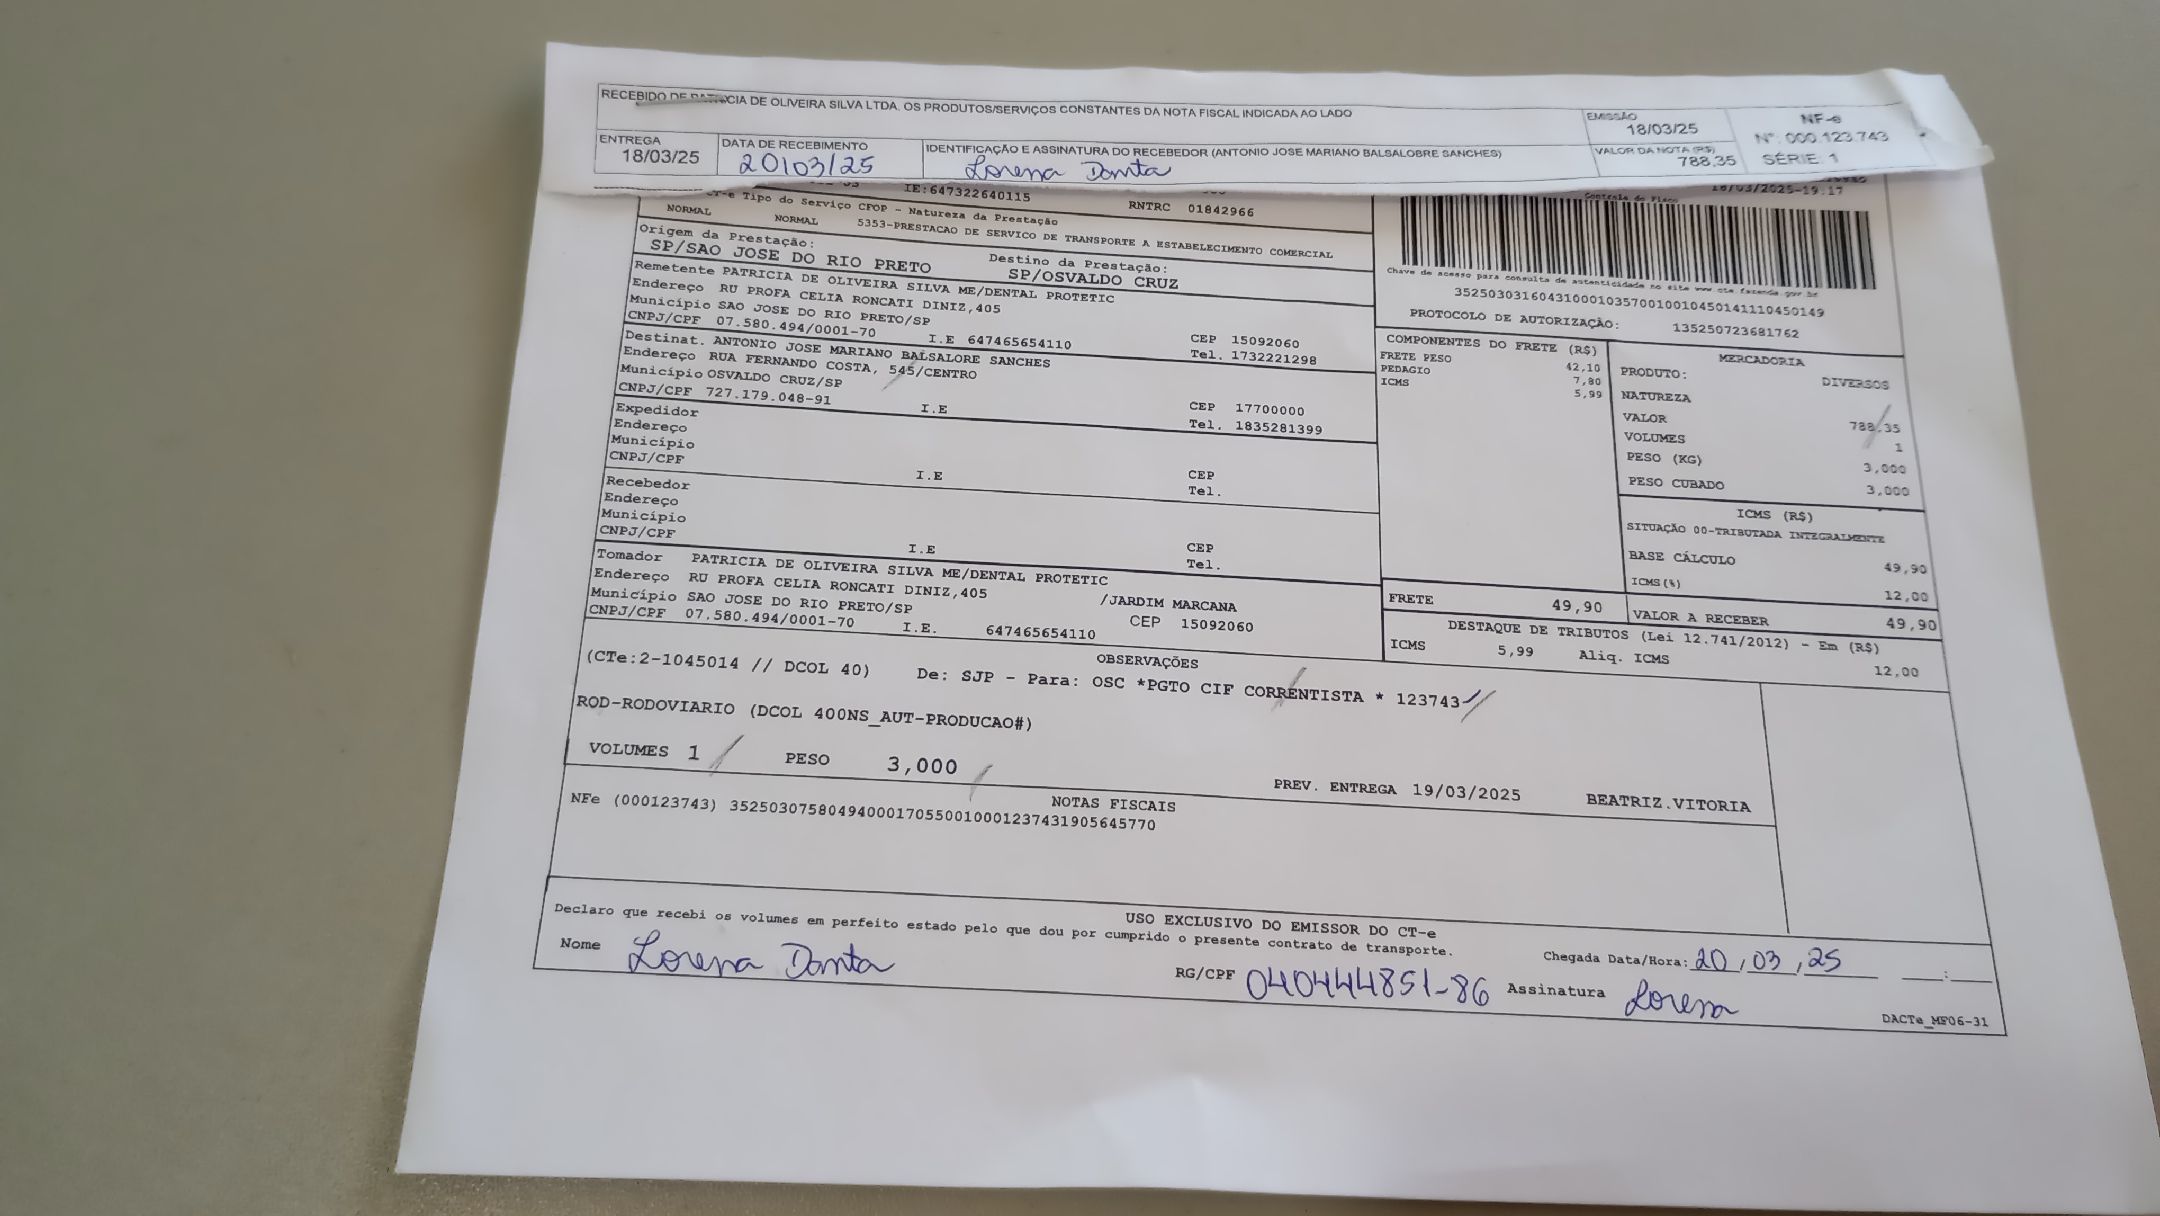 RECEBIDO DE PATRICIA DE OLIVEIRA SILVA LTDA. OS PRODUTOS/SERVIÇOS CONSTANTES DA NOTA FISCAL INDICADA AO LADO
EMISSÃO
18/03/25
NF-e
Nº. 000.123.743
SÉRIE: 1
ENTREGA
18/03/25
DATA DE RECEBIMENTO
20/03/25
IDENTIFICAÇÃO E ASSINATURA DO RECEBEDOR (ANTONIO JOSE MARIANO BALSALOBRE SANCHES)
Lorena Danta
VALOR DA NOTA (R$)
788,35
IE:647322640115
RNTRC 01842966
18/03/2025-19.17
CT-e Tipo do Serviço CFOP - Natureza da Prestação
NORMAL NORMAL 5353-PRESTACAO DE SERVICO DE TRANSPORTE A ESTABELECIMENTO COMERCIAL
Controle do Fisco
Chave de acesso para consulta de autenticidade no site www.cte.fazenda.gov.br
35250303160431000103570010010450141110450149
PROTOCOLO DE AUTORIZAÇÃO: 135250723681762
Origem da Prestação:
SP/SAO JOSE DO RIO PRETO
Destino da Prestação:
SP/OSVALDO CRUZ
Remetente PATRICIA DE OLIVEIRA SILVA ME/DENTAL PROTETIC
Endereço RU PROFA CELIA RONCATI DINIZ,405
Município SAO JOSE DO RIO PRETO/SP
CEP 15092060
CNPJ/CPF 07.580.494/0001-70 I.E 647465654110
Tel. 1732221298
Destinat. ANTONIO JOSE MARIANO BALSALORE SANCHES
Endereço RUA FERNANDO COSTA, 545/CENTRO
Município OSVALDO CRUZ/SP
CEP 17700000
CNPJ/CPF 727.179.048-91 I.E
Tel. 1835281399
Expedidor
Endereço
Município
CNPJ/CPF I.E
CEP
Tel.
Recebedor
Endereço
Município
CNPJ/CPF I.E
CEP
Tel.
Tomador PATRICIA DE OLIVEIRA SILVA ME/DENTAL PROTETIC
Endereço RU PROFA CELIA RONCATI DINIZ,405 /JARDIM MARCANA
Município SAO JOSE DO RIO PRETO/SP CEP 15092060
CNPJ/CPF 07.580.494/0001-70 I.E. 647465654110
COMPONENTES DO FRETE (R$)
FRETE PESO 42,10
PEDAGIO 7,80
ICMS 5,99
MERCADORIA
PRODUTO: DIVERSOS
NATUREZA
VALOR 788,35
VOLUMES 1
PESO (KG) 3,000
PESO CUBADO 3,000
ICMS (R$)
SITUAÇÃO 00-TRIBUTADA INTEGRALMENTE
BASE CÁLCULO 49,90
ICMS(%) 12,00
FRETE 49,90
VALOR A RECEBER 49,90
DESTAQUE DE TRIBUTOS (Lei 12.741/2012) - Em (R$)
ICMS 5,99 Aliq. ICMS 12,00
OBSERVAÇÕES
(CTe:2-1045014 // DCOL 40) De: SJP - Para: OSC *PGTO CIF CORRENTISTA * 123743
ROD-RODOVIARIO (DCOL 400NS_AUT-PRODUCAO#)
VOLUMES 1 PESO 3,000
PREV. ENTREGA 19/03/2025 BEATRIZ.VITORIA
NOTAS FISCAIS
NFe (000123743) 35250307580494000170550010001237431905645770
USO EXCLUSIVO DO EMISSOR DO CT-e
Declaro que recebi os volumes em perfeito estado pelo que dou por cumprido o presente contrato de transporte.
Chegada Data/Hora: 20/03/25 __:__
Nome Lorena Danta RG/CPF 040444851-86 Assinatura Lorena
DACTe_MF06-31